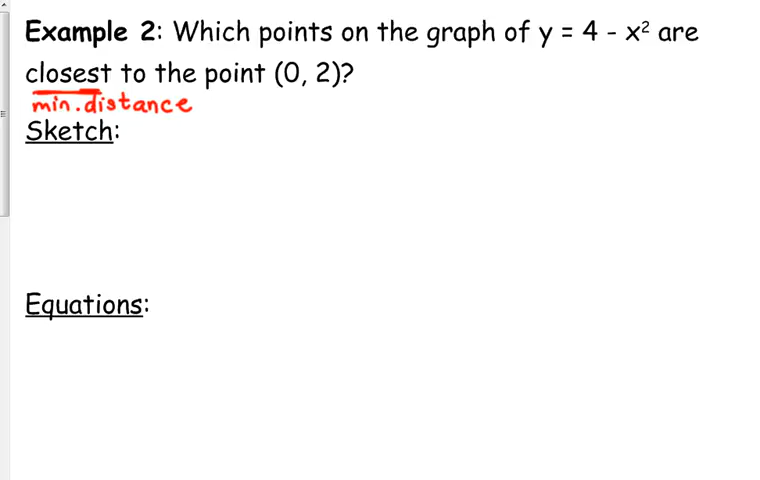 Example 2: Which points on the graph of y = 4 - x² are
closest to the point (0, 2)?
min. distance
Sketch:
Equations: